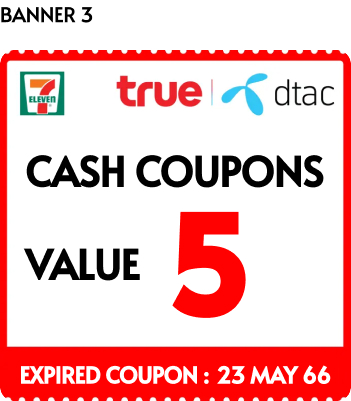 BANNER 3
7
ELEVEN
true | dtac
CASH COUPONS
VALUE 5
EXPIRED COUPON : 23 MAY 66